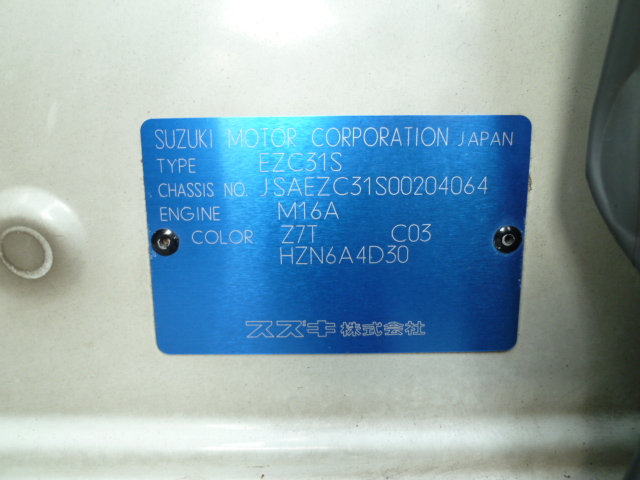 SUZUKI MOTOR CORPORATION JAPAN
TYPE EZC31S
CHASSIS NO. JSAEZC31S00204064
ENGINE M16A
COLOR Z7T C03
HZN6A4D30
スズキ株式会社